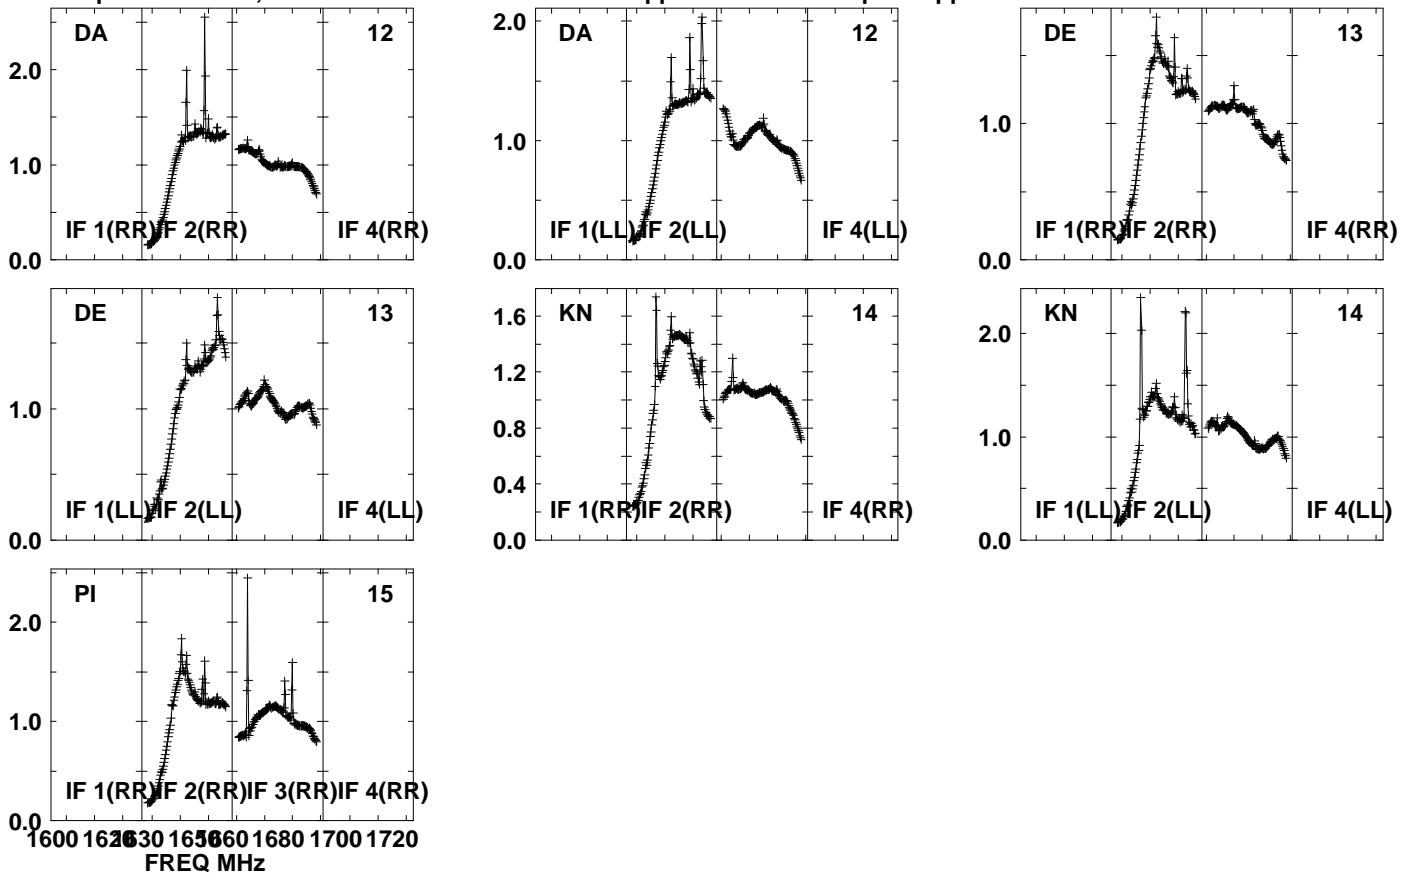 DA 12 DA 12 DE 13
2.0 2.0
1.0 1.0 1.0
IF 1(RR) IF 2(RR) IF 4(RR) IF 1(LL) IF 2(LL) IF 4(LL) IF 1(RR) IF 2(RR) IF 4(RR)
0.0 0.0 0.0
DE 13 KN 14 KN 14
1.6
2.0
1.2
1.0 1.0
0.8
0.4
IF 1(LL) IF 2(LL) IF 4(LL) IF 1(RR) IF 2(RR) IF 4(RR) IF 1(LL) IF 2(LL) IF 4(LL)
0.0 0.0 0.0
PI 15
2.0
1.0
IF 1(RR) IF 2(RR) IF 3(RR) IF 4(RR)
0.0
1600 1620 1630 1650 1660 1680 1700 1720
FREQ MHz